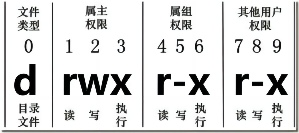 文件 属主 属组 其他用户
类型 权限 权限 权限
0 1 2 3 4 5 6 7 8 9
d rwx r-x r-x
目录 读 写 执 读 写 执 读 写 执
文件 行 行 行